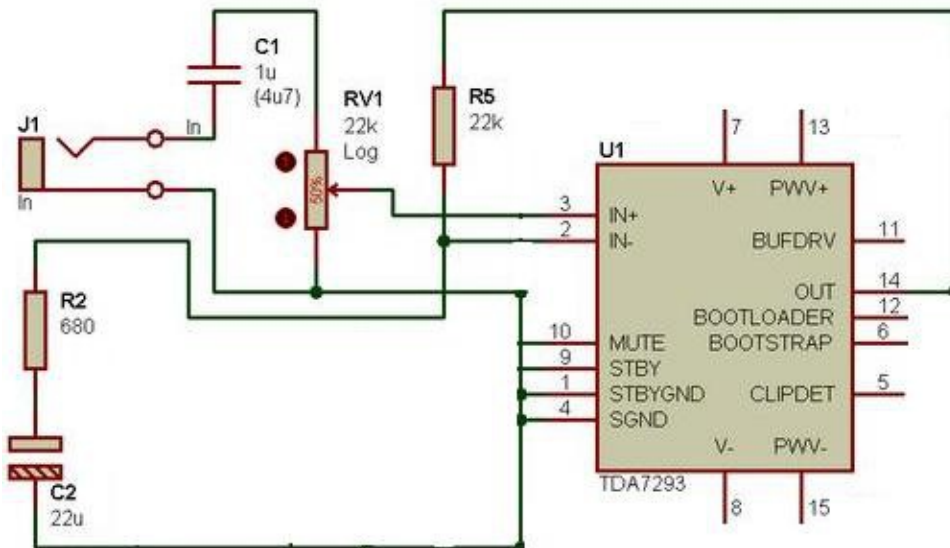 C1
1u
(4u7)
J1
In
In
RV1
22k
Log
50%
R5
22k
U1
7
13
V+
PWV+
3
IN+
2
IN-
BUFDRV
11
OUT
14
BOOTLOADER
12
10
MUTE
BOOTSTRAP
6
9
STBY
1
STBYGND
CLIPDET
5
4
SGND
V-
PWV-
TDA7293
8
15
R2
680
C2
22u